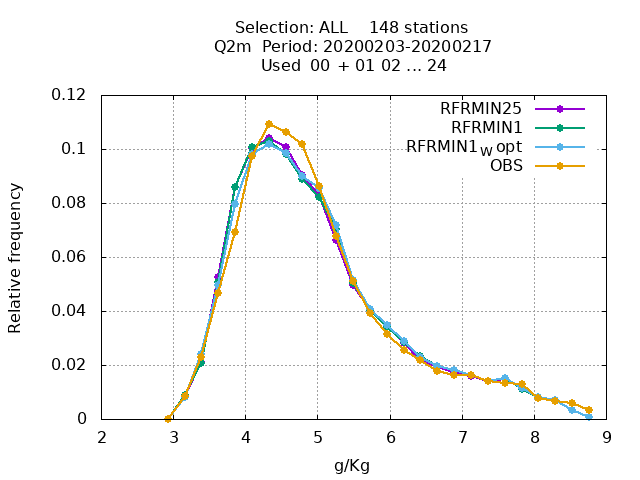 Selection: ALL    148 stations
Q2m  Period: 20200203-20200217
Used  00  + 01 02 ... 24
RFRMIN25
RFRMIN1
RFRMIN1W opt
OBS
0.12
0.1
0.08
0.06
0.04
0.02
0
Relative frequency
2 3 4 5 6 7 8 9
g/Kg